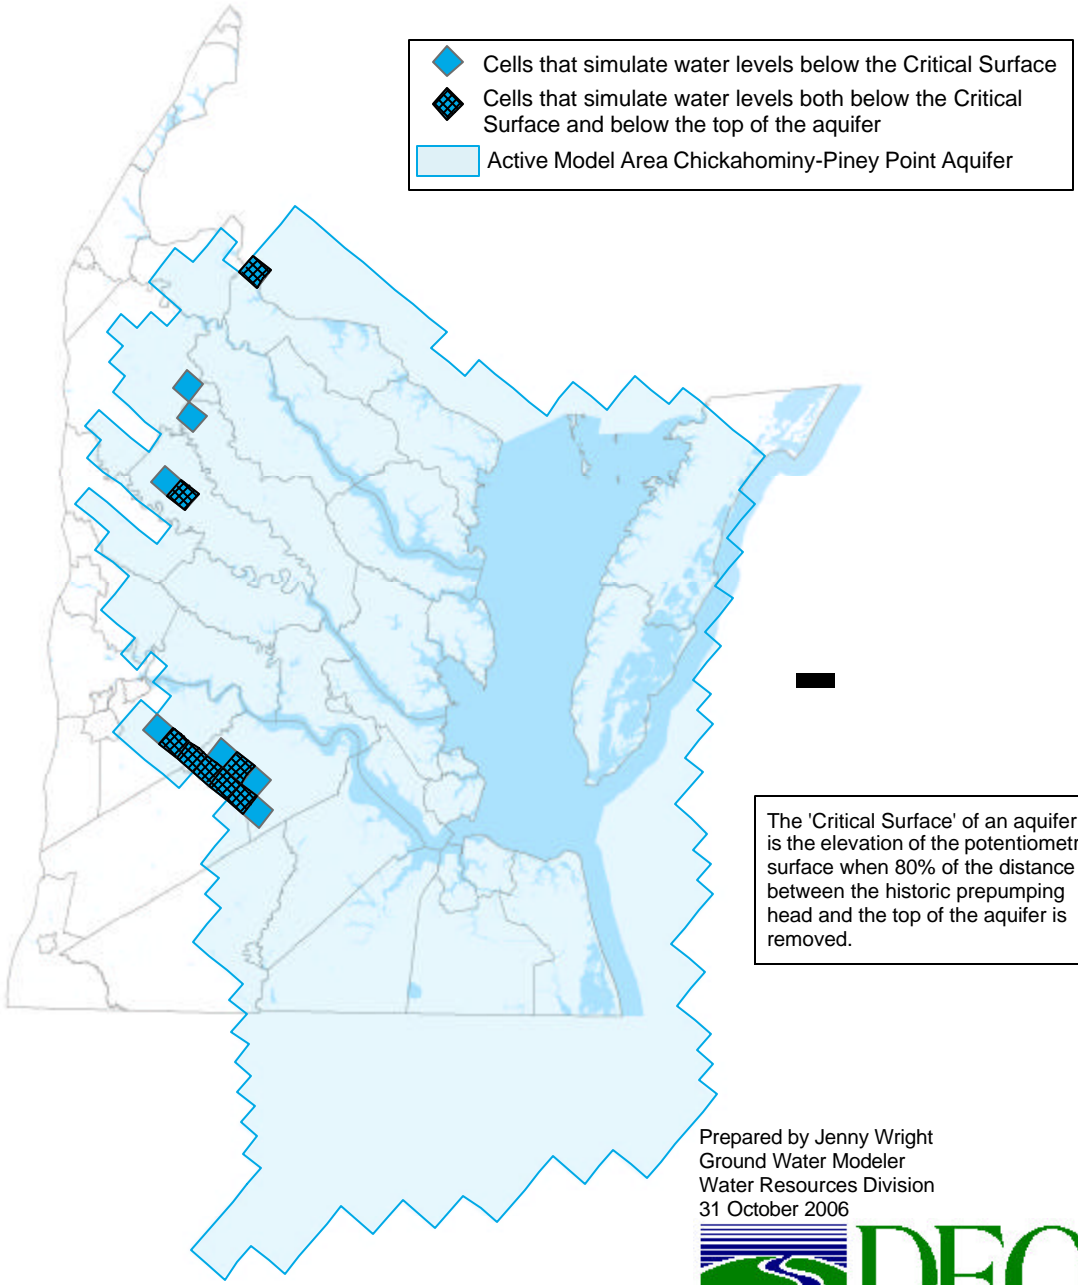 Cells that simulate water levels below the Critical Surface
Cells that simulate water levels both below the Critical
Surface and below the top of the aquifer
Active Model Area Chickahominy-Piney Point Aquifer
The 'Critical Surface' of an aquifer
is the elevation of the potentiometr
surface when 80% of the distance
between the historic prepumping
head and the top of the aquifer is
removed.
Prepared by Jenny Wright
Ground Water Modeler
Water Resources Division
31 October 2006
DEQ